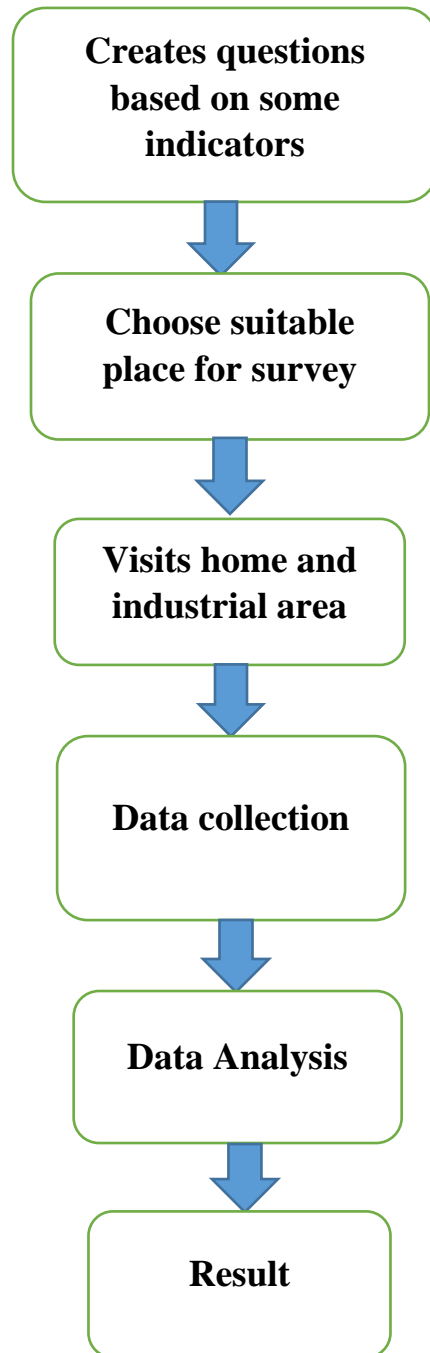 Creates questions
based on some
indicators
Choose suitable
place for survey
Visits home and
industrial area
Data collection
Data Analysis
Result